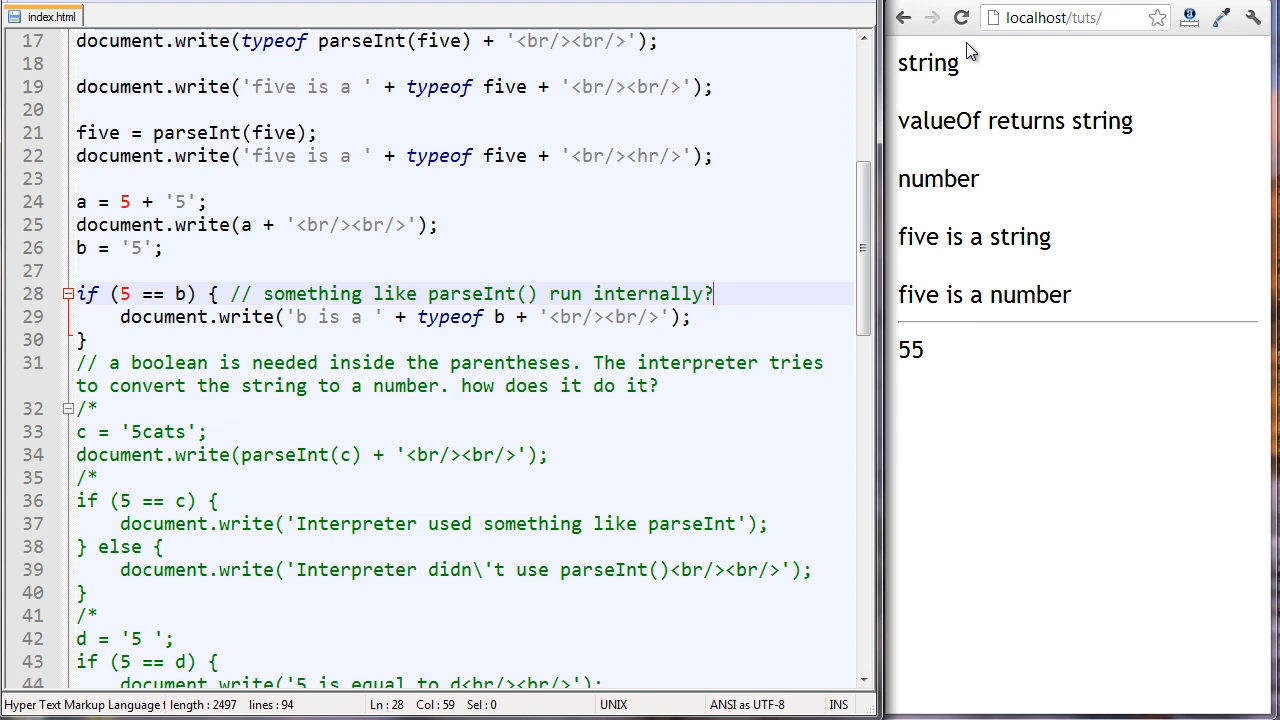 index.html
17 document.write(typeof parseInt(five) + '<br/><br/>');
18
19 document.write('five is a ' + typeof five + '<br/><br/>');
20
21 five = parseInt(five);
22 document.write('five is a ' + typeof five + '<br/><hr/>');
23
24 a = 5 + '5';
25 document.write(a + '<br/><br/>');
26 b = '5';
27
28 if (5 == b) { // something like parseInt() run internally?
29     document.write('b is a ' + typeof b + '<br/><br/>');
30 }
31 // a boolean is needed inside the parentheses. The interpreter tries
to convert the string to a number. how does it do it?
32 /*
33 c = '5cats';
34 document.write(parseInt(c) + '<br/><br/>');
35 /*
36 if (5 == c) {
37     document.write('Interpreter used something like parseInt');
38 } else {
39     document.write('Interpreter didn\'t use parseInt()<br/><br/>');
40 }
41 /*
42 d = '5 ';
43 if (5 == d) {
44     document.write('5 is equal to d<br/><br/>');
Hyper Text Markup Language f length : 2497 lines : 94 Ln : 28 Col : 59 Sel : 0 UNIX ANSI as UTF-8 INS
localhost/tuts/
string
valueOf returns string
number
five is a string
five is a number
55